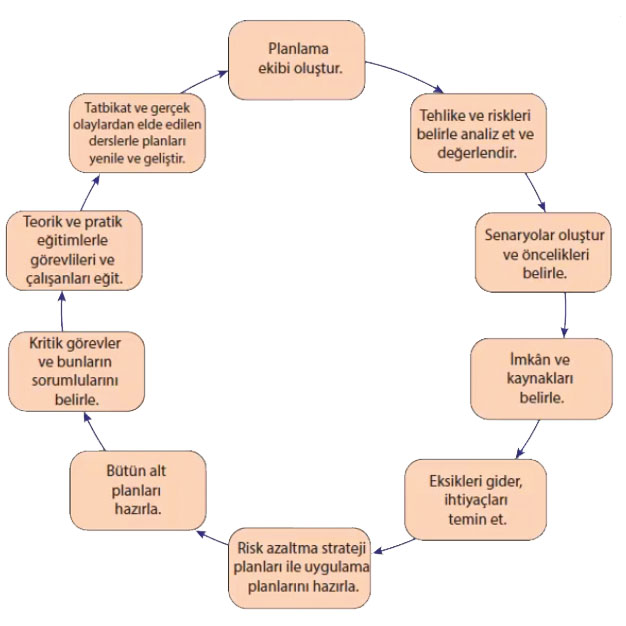 Planlama
ekibi oluştur.
Tehlike ve riskleri
belirle analiz et ve
değerlendir.
Senaryolar oluştur
ve öncelikleri
belirle.
İmkân ve
kaynakları
belirle.
Eksikleri gider,
ihtiyaçları
temin et.
Risk azaltma strateji
planları ile uygulama
planlarını hazırla.
Bütün alt
planları
hazırla.
Kritik görevler
ve bunların
sorumlularını
belirle.
Teorik ve pratik
eğitimlerle
görevlileri ve
çalışanları eğit.
Tatbikat ve gerçek
olaylardan elde edilen
derslerle planları
yenile ve geliştir.